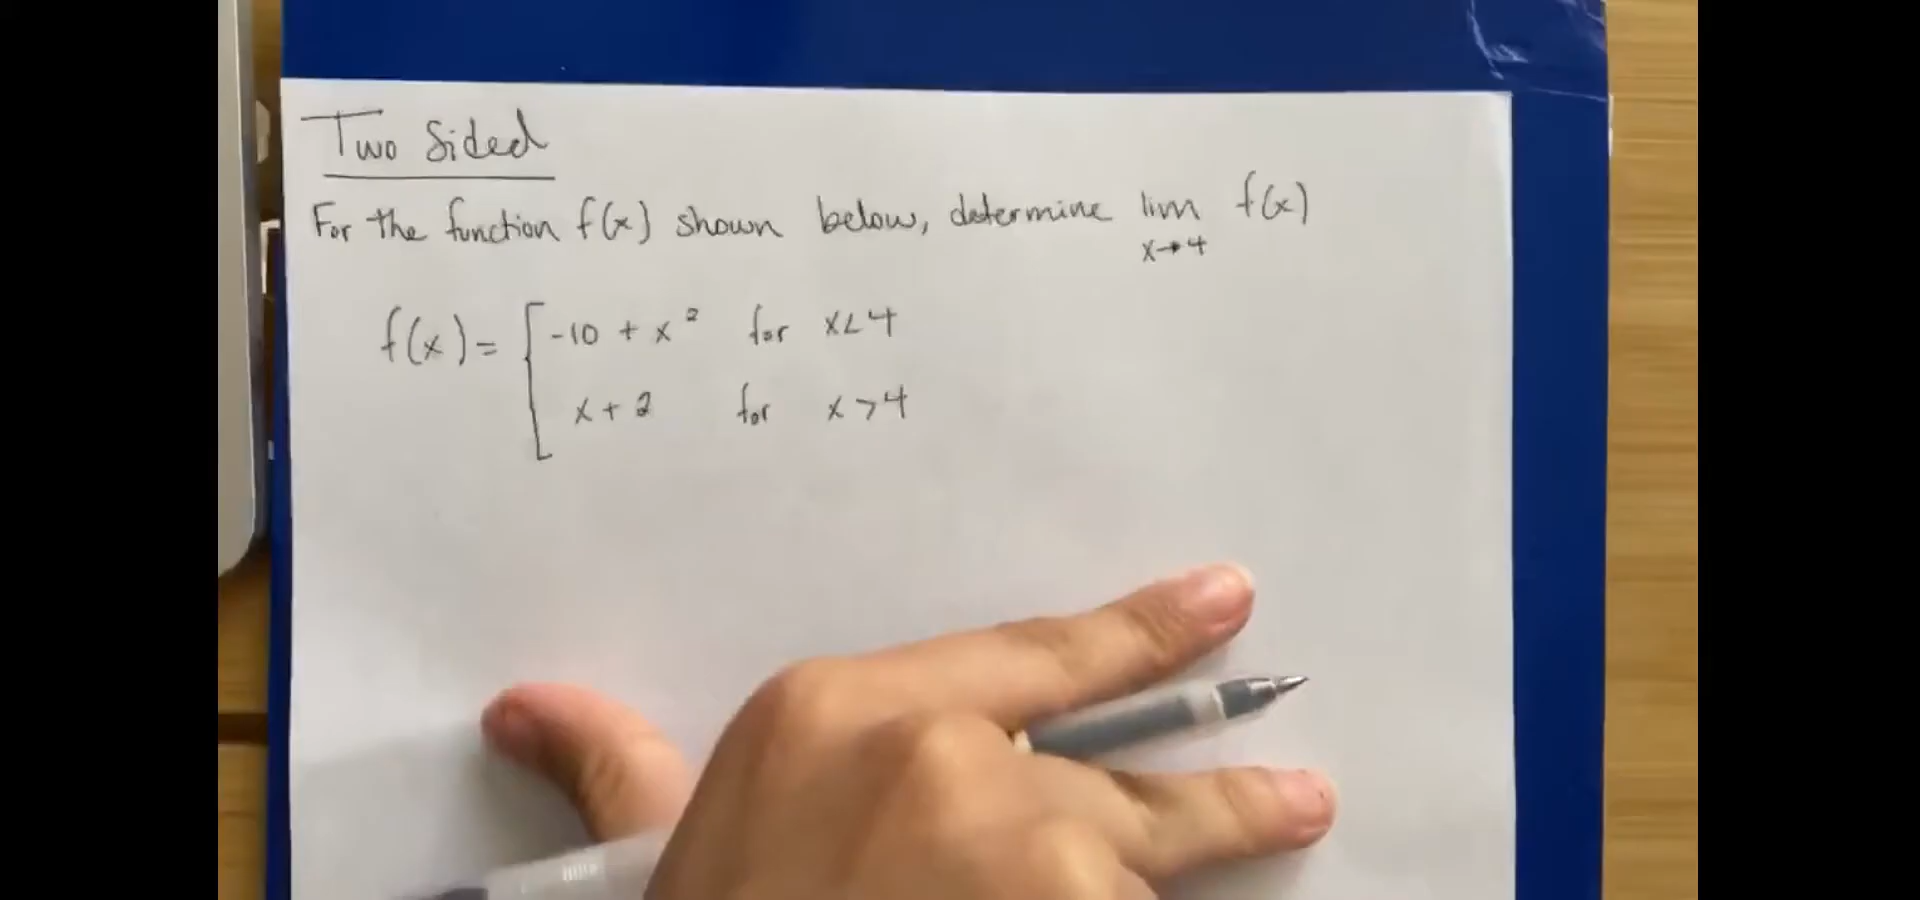 Two Sided
For the function f(x) shown below, determine lim f(x)
x→4
f(x) = [ -10 + x² for x<4
x + 2 for x>4